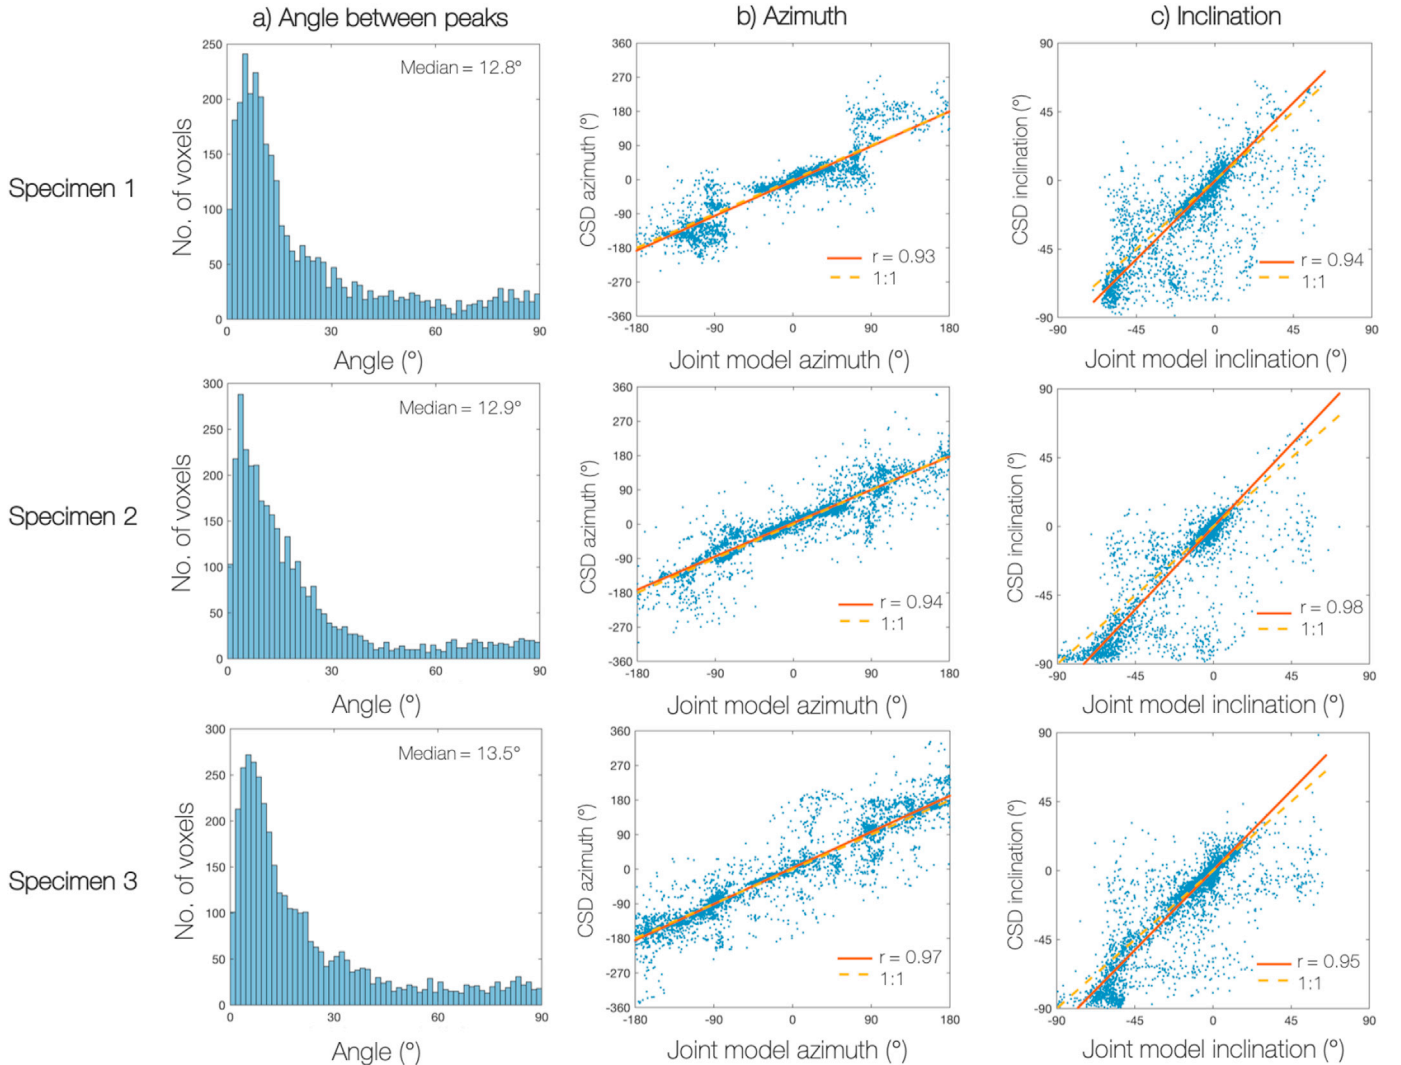 a) Angle between peaks
b) Azimuth
c) Inclination
Specimen 1
No. of voxels
250
200
150
100
50
0
Median = 12.8°
0 30 60 90
Angle (°)
CSD azimuth (°)
360
270
180
90
0
-90
-180
-270
-360
r = 0.93
1:1
-180 -90 0 90 180
Joint model azimuth (°)
CSD inclination (°)
90
45
0
-45
-90
r = 0.94
1:1
-90 -45 0 45 90
Joint model inclination (°)
Specimen 2
No. of voxels
300
250
200
150
100
50
0
Median = 12.9°
0 30 60 90
Angle (°)
CSD azimuth (°)
360
270
180
90
0
-90
-180
-270
-360
r = 0.94
1:1
-180 -90 0 90 180
Joint model azimuth (°)
CSD inclination (°)
90
45
0
-45
-90
r = 0.98
1:1
-90 -45 0 45 90
Joint model inclination (°)
Specimen 3
No. of voxels
300
250
200
150
100
50
0
Median = 13.5°
0 30 60 90
Angle (°)
CSD azimuth (°)
360
270
180
90
0
-90
-180
-270
-360
r = 0.97
1:1
-180 -90 0 90 180
Joint model azimuth (°)
CSD inclination (°)
90
45
0
-45
-90
r = 0.95
1:1
-90 -45 0 45 90
Joint model inclination (°)